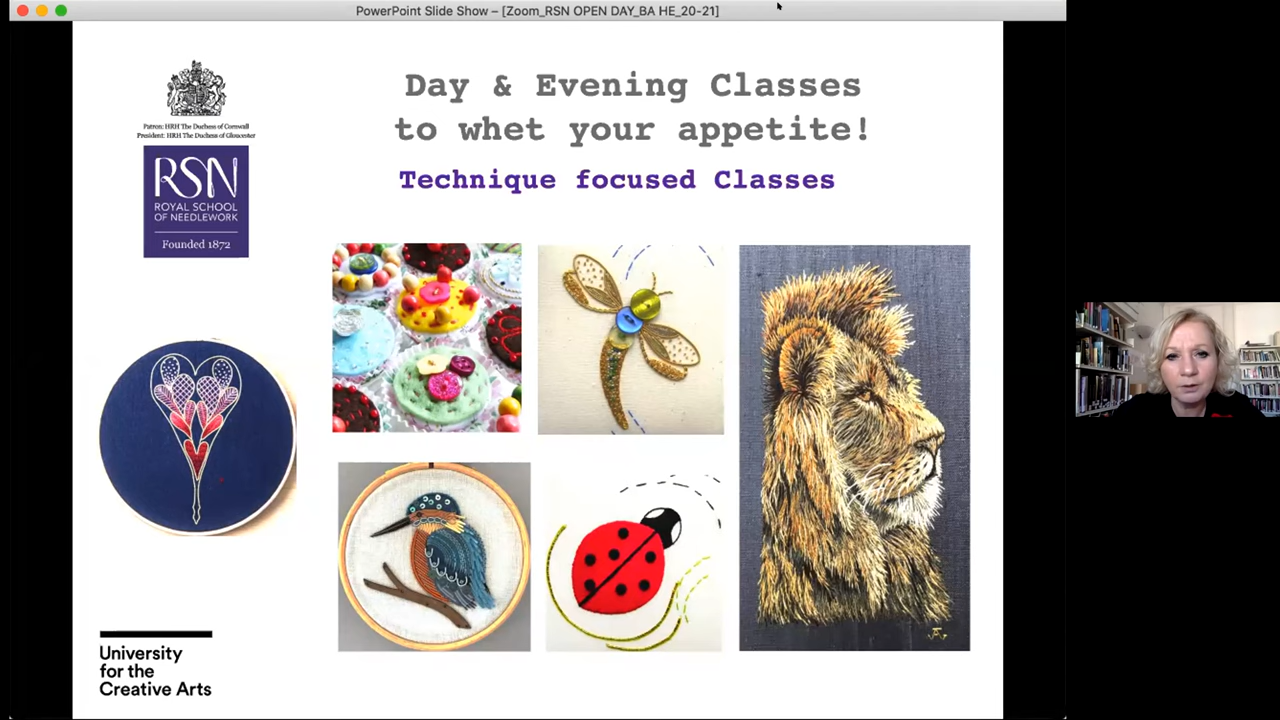 PowerPoint Slide Show – [Zoom_RSN OPEN DAY_BA HE_20-21]
Day & Evening Classes
to whet your appetite!
Technique focused Classes
Patron: HRH The Duchess of Cornwall
President: HRH The Duchess of Gloucester
RSN
ROYAL SCHOOL
OF NEEDLEWORK
Founded 1872
University
for the
Creative Arts